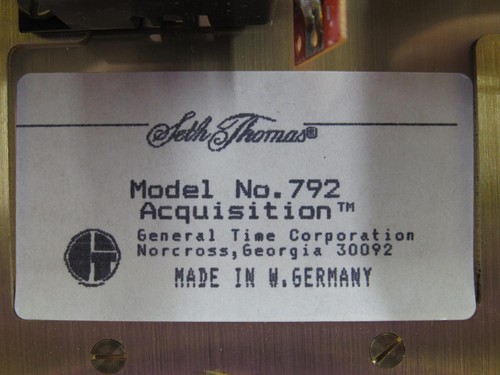 Seth Thomas®
Model No.792
Acquisition™
General Time Corporation
Norcross,Georgia 30092
MADE IN W.GERMANY